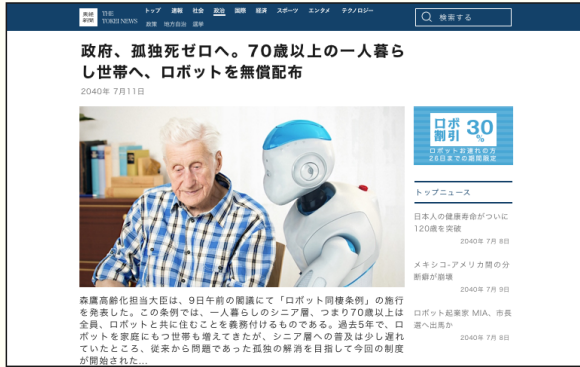 東経
新聞
THE
TOKEI NEWS
トップ 速報 社会 政治 国際 経済 スポーツ エンタメ テクノロジー
政策 地方自治 選挙
検索する
政府、孤独死ゼロへ。70歳以上の一人暮ら
し世帯へ、ロボットを無償配布
2040年 7月11日
ロボ
割引 30%
ロボットお連れの方
26日までの期間限定
トップニュース
日本人の健康寿命がついに
120歳を突破
2040年 7月 8日
メキシコ-アメリカ間の分
断癖が崩壊
2040年 7月 9日
ロボット起業家 MIA、市長
選へ出馬か
2040年 7月 8日
森鷹高齢化担当大臣は、9日午前の閣議にて「ロボット同棲条例」の施行
を発表した。この条例では、一人暮らしのシニア層、つまり70歳以上は
全員、ロボットと共に住むことを義務付けるものである。過去5年で、ロ
ボットを家庭にもつ世帯も増えてきたが、シニア層への普及は少し遅れ
ていたところ、従来から問題であった孤独の解消を目指して今回の制度
が開始された...